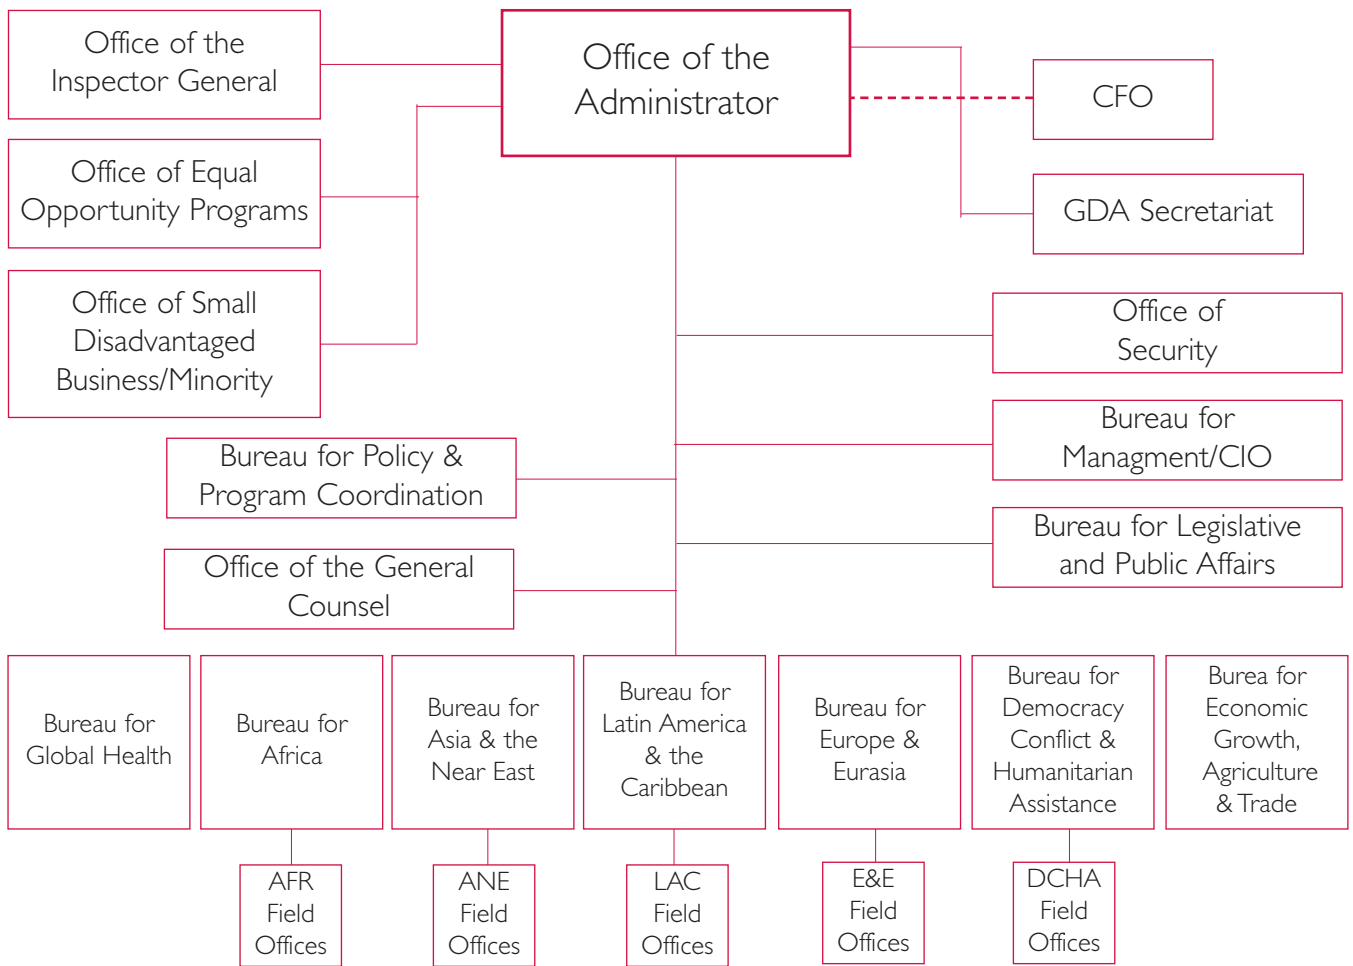 Office of the
Inspector General
Office of the
Administrator
CFO
Office of Equal
Opportunity Programs
GDA Secretariat
Office of Small
Disadvantaged
Business/Minority
Office of
Security
Bureau for
Managment/CIO
Bureau for Policy &
Program Coordination
Bureau for Legislative
and Public Affairs
Office of the General
Counsel
Bureau for
Global Health
Bureau for
Africa
Bureau for
Asia & the
Near East
Bureau for
Latin America
& the
Caribbean
Bureau for
Europe &
Eurasia
Bureau for
Democracy
Conflict &
Humanitarian
Assistance
Burea for
Economic
Growth,
Agriculture
& Trade
AFR
Field
Offices
ANE
Field
Offices
LAC
Field
Offices
E&E
Field
Offices
DCHA
Field
Offices